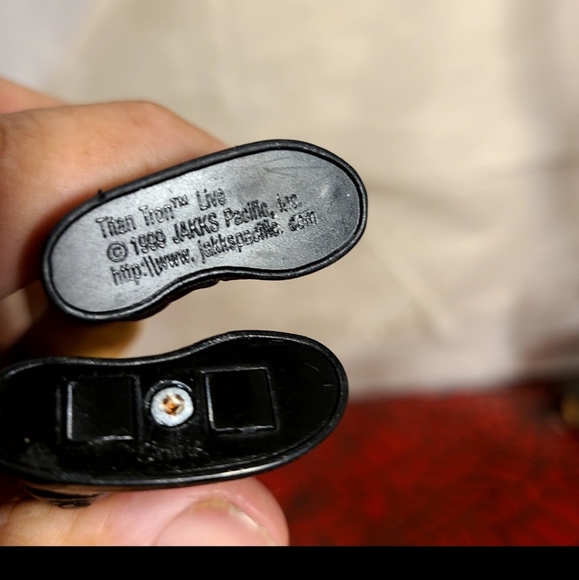 Titan Tron™ Live
© 1999 JAKKS Pacific, Inc.
http://www.jakkspacific.com